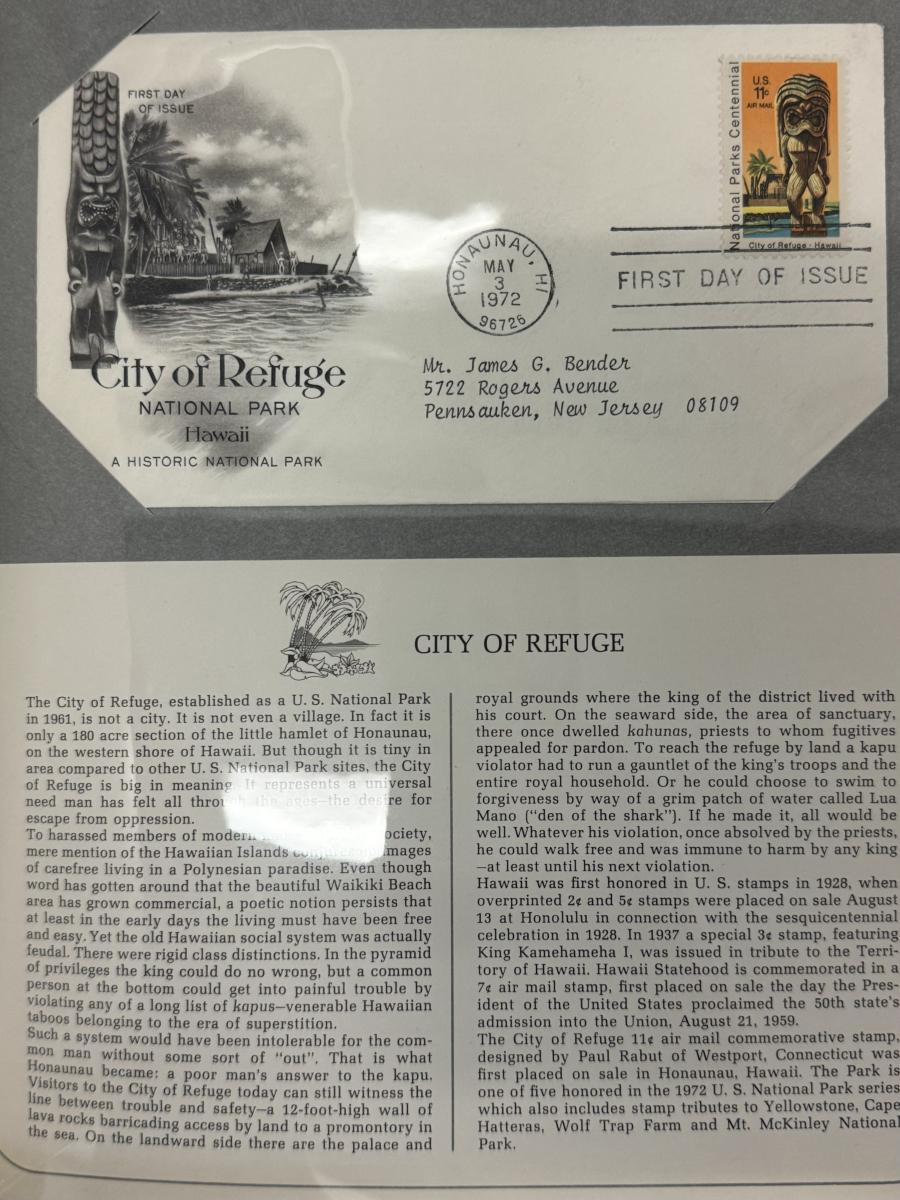 FIRST DAY
OF ISSUE
City of Refuge
NATIONAL PARK
Hawaii
A HISTORIC NATIONAL PARK
HONAUNAU, HI
MAY
3
1972
96726
National Parks Centennial
U.S.
11c
AIR MAIL
City of Refuge - Hawaii
FIRST DAY OF ISSUE
Mr. James G. Bender
5722 Rogers Avenue
Pennsauken, New Jersey 08109
CITY OF REFUGE
The City of Refuge, established as a U. S. National Park
in 1961, is not a city. It is not even a village. In fact it is
only a 180 acre section of the little hamlet of Honaunau,
on the western shore of Hawaii. But though it is tiny in
area compared to other U. S. National Park sites, the City
of Refuge is big in meaning. It represents a universal
need man has felt all through the ages—the desire for
escape from oppression.
To harassed members of modern society,
mere mention of the Hawaiian Islands conjures up images
of carefree living in a Polynesian paradise. Even though
word has gotten around that the beautiful Waikiki Beach
area has grown commercial, a poetic notion persists that
at least in the early days the living must have been free
and easy. Yet the old Hawaiian social system was actually
feudal. There were rigid class distinctions. In the pyramid
of privileges the king could do no wrong, but a common
person at the bottom could get into painful trouble by
violating any of a long list of kapus—venerable Hawaiian
taboos belonging to the era of superstition.
Such a system would have been intolerable for the com-
mon man without some sort of "out". That is what
Honaunau became: a poor man's answer to the kapu.
Visitors to the City of Refuge today can still witness the
line between trouble and safety—a 12-foot-high wall of
lava rocks barricading access by land to a promontory in
the sea. On the landward side there are the palace and
royal grounds where the king of the district lived with
his court. On the seaward side, the area of sanctuary,
there once dwelled kahunas, priests to whom fugitives
appealed for pardon. To reach the refuge by land a kapu
violator had to run a gauntlet of the king's troops and the
entire royal household. Or he could choose to swim to
forgiveness by way of a grim patch of water called Lua
Mano ("den of the shark"). If he made it, all would be
well. Whatever his violation, once absolved by the priests,
he could walk free and was immune to harm by any king
—at least until his next violation.
Hawaii was first honored in U. S. stamps in 1928, when
overprinted 2¢ and 5¢ stamps were placed on sale August
13 at Honolulu in connection with the sesquicentennial
celebration in 1928. In 1937 a special 3¢ stamp, featuring
King Kamehameha I, was issued in tribute to the Terri-
tory of Hawaii. Hawaii Statehood is commemorated in a
7¢ air mail stamp, first placed on sale the day the Pres-
ident of the United States proclaimed the 50th state's
admission into the Union, August 21, 1959.
The City of Refuge 11¢ air mail commemorative stamp,
designed by Paul Rabut of Westport, Connecticut was
first placed on sale in Honaunau, Hawaii. The Park is
one of five honored in the 1972 U. S. National Park series
which also includes stamp tributes to Yellowstone, Cape
Hatteras, Wolf Trap Farm and Mt. McKinley National
Park.